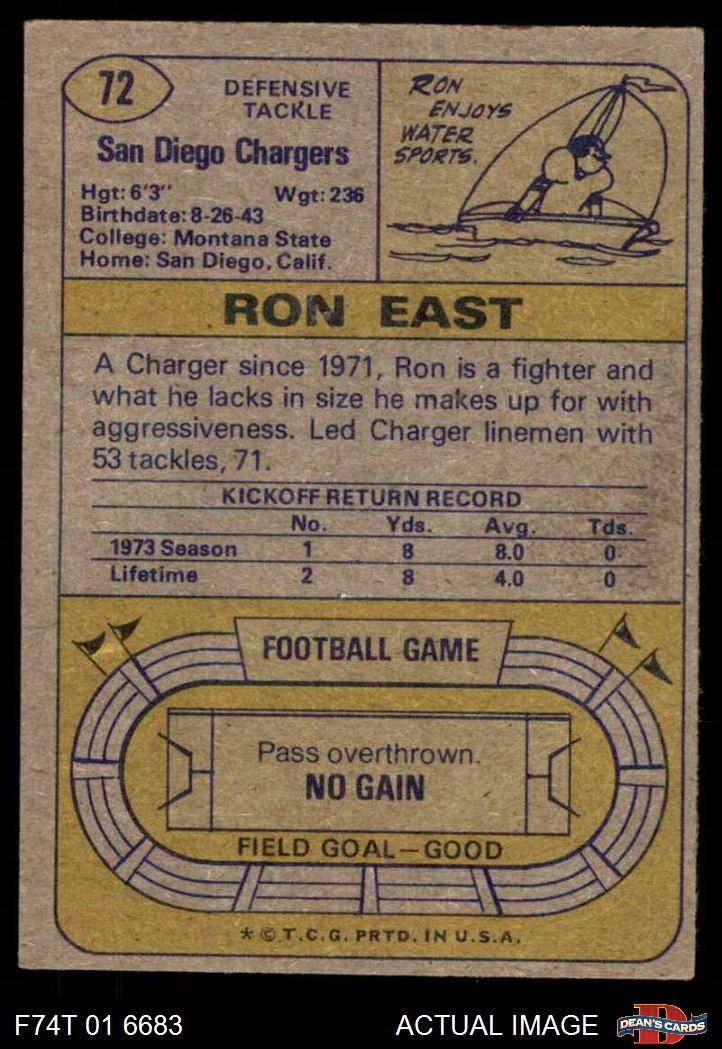 72
DEFENSIVE
TACKLE
San Diego Chargers
Hgt: 6'3" Wgt: 236
Birthdate: 8-26-43
College: Montana State
Home: San Diego, Calif.
RON
ENJOYS
WATER
SPORTS.
RON EAST
A Charger since 1971, Ron is a fighter and
what he lacks in size he makes up for with
aggressiveness. Led Charger linemen with
53 tackles, 71.
KICKOFF RETURN RECORD
No. Yds. Avg. Tds.
1973 Season 1 8 8.0 0
Lifetime 2 8 4.0 0
FOOTBALL GAME
Pass overthrown.
NO GAIN
FIELD GOAL—GOOD
* © T.C.G. PRTD. IN U.S.A.
F74T 01 6683 ACTUAL IMAGE
D
DEAN'S CARDS